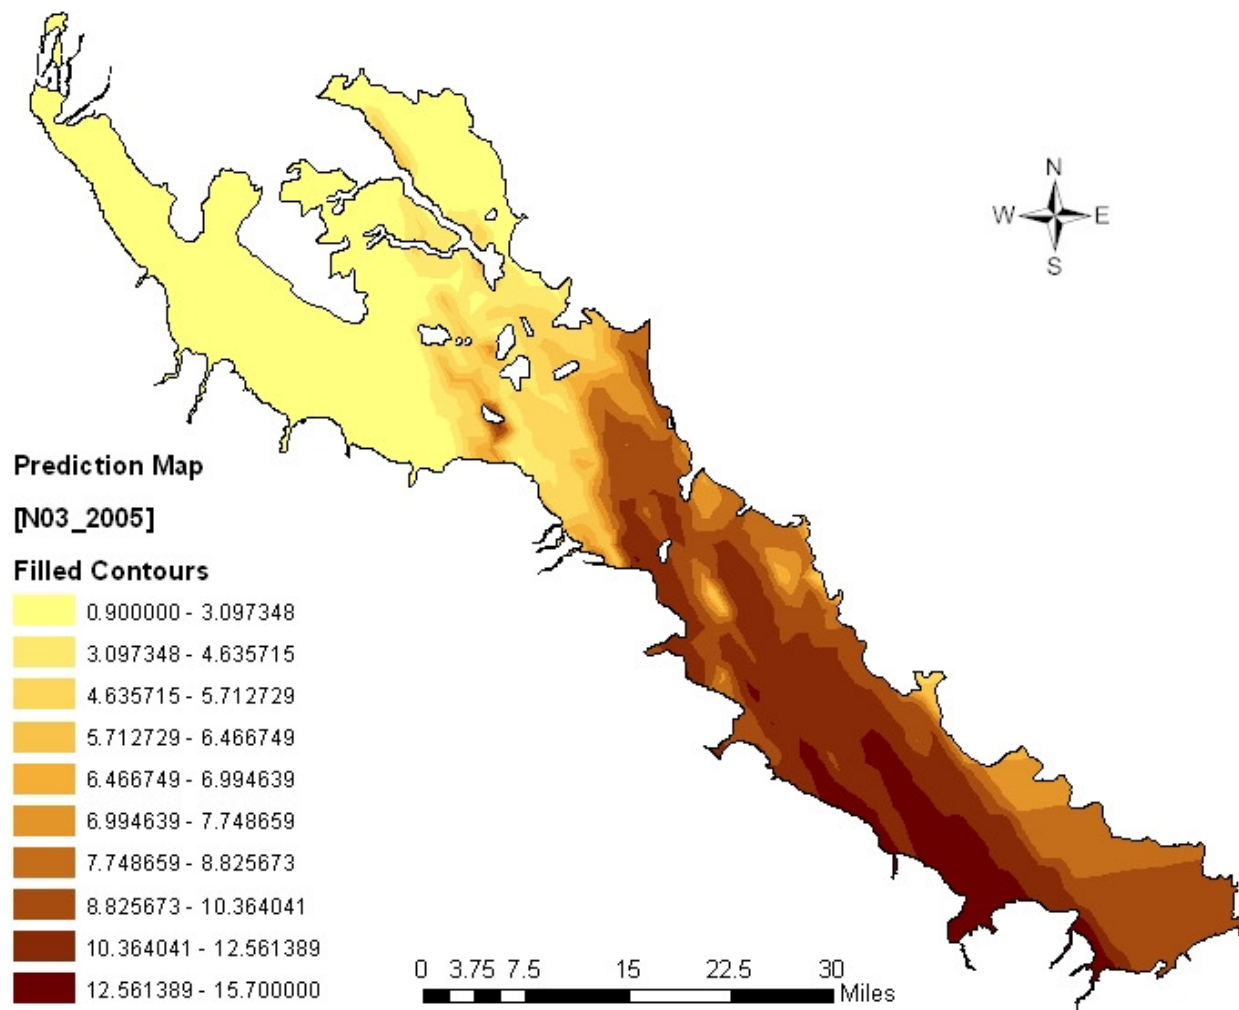 N
W E
S
Prediction Map
[N03_2005]
Filled Contours
0.900000 - 3.097348
3.097348 - 4.635715
4.635715 - 5.712729
5.712729 - 6.466749
6.466749 - 6.994639
6.994639 - 7.748659
7.748659 - 8.825673
8.825673 - 10.364041
10.364041 - 12.561389
12.561389 - 15.700000
0 3.75 7.5 15 22.5 30
Miles